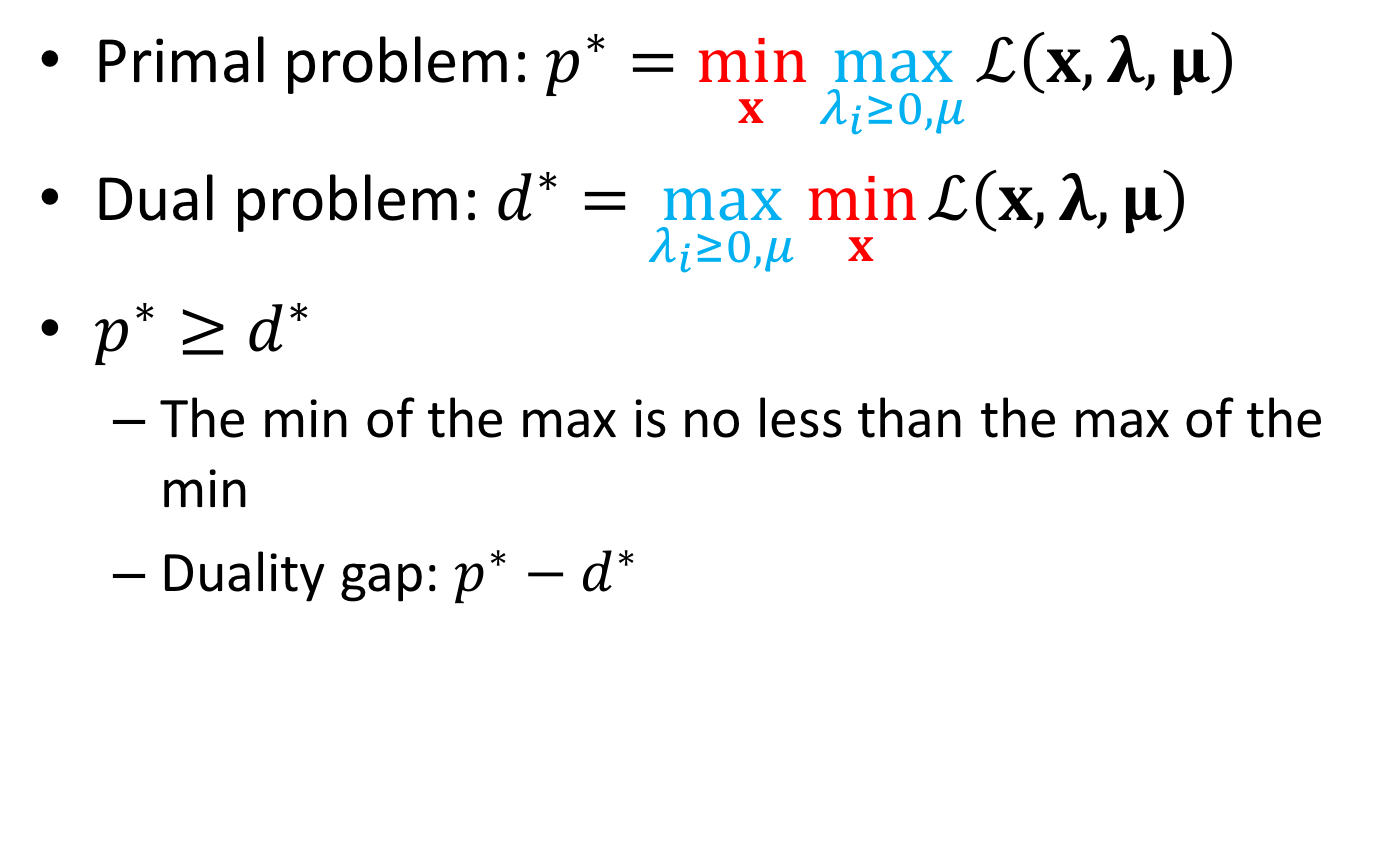 • Primal problem: 𝑝* = min max ℒ(𝐱, 𝛌, 𝛍)
𝐱 𝜆ᵢ≥0,𝜇
• Dual problem: 𝑑* = max min ℒ(𝐱, 𝛌, 𝛍)
𝜆ᵢ≥0,𝜇 𝐱
• 𝑝* ≥ 𝑑*
– The min of the max is no less than the max of the
min
– Duality gap: 𝑝* − 𝑑*